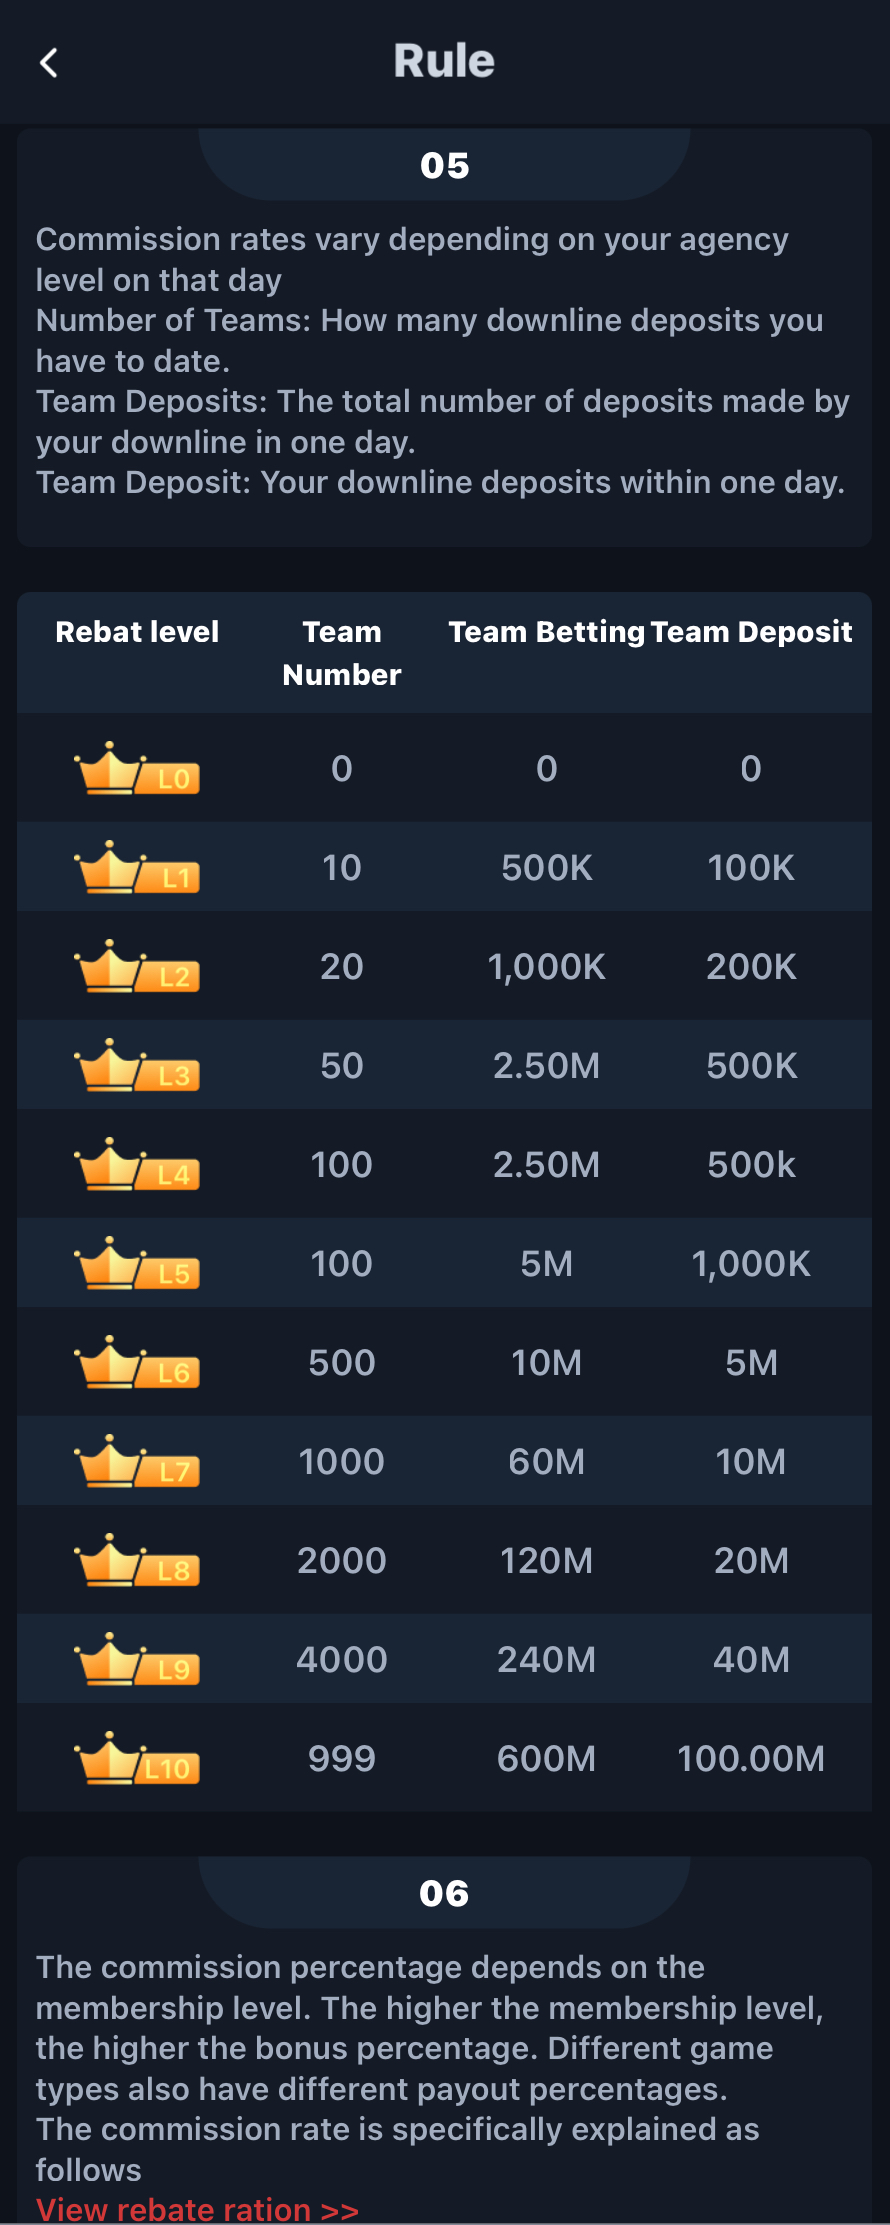 Rule
05
Commission rates vary depending on your agency
level on that day
Number of Teams: How many downline deposits you
have to date.
Team Deposits: The total number of deposits made by
your downline in one day.
Team Deposit: Your downline deposits within one day.
Rebat level Team Number Team Betting Team Deposit
L0 0 0 0
L1 10 500K 100K
L2 20 1,000K 200K
L3 50 2.50M 500K
L4 100 2.50M 500k
L5 100 5M 1,000K
L6 500 10M 5M
L7 1000 60M 10M
L8 2000 120M 20M
L9 4000 240M 40M
L10 999 600M 100.00M
06
The commission percentage depends on the
membership level. The higher the membership level,
the higher the bonus percentage. Different game
types also have different payout percentages.
The commission rate is specifically explained as
follows
View rebate ration >>